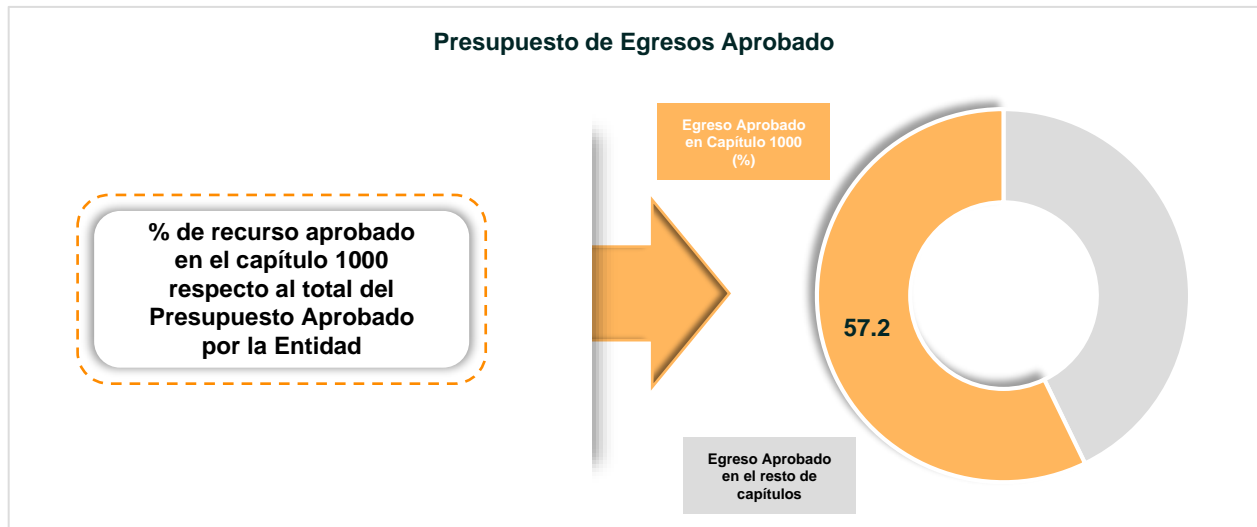 Presupuesto de Egresos Aprobado
% de recurso aprobado
en el capítulo 1000
respecto al total del
Presupuesto Aprobado
por la Entidad
Egreso Aprobado
en Capítulo 1000
(%)
57.2
Egreso Aprobado
en el resto de
capítulos